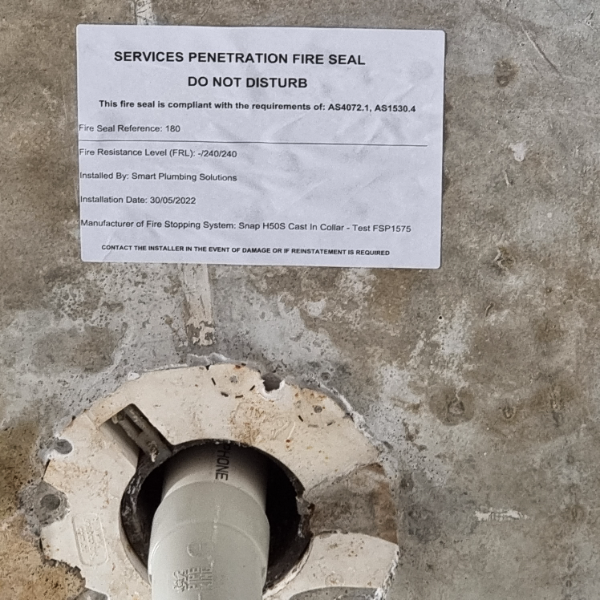 SERVICES PENETRATION FIRE SEAL
DO NOT DISTURB
This fire seal is compliant with the requirements of: AS4072.1, AS1530.4
Fire Seal Reference: 180
Fire Resistance Level (FRL): -/240/240
Installed By: Smart Plumbing Solutions
Installation Date: 30/05/2022
Manufacturer of Fire Stopping System: Snap H50S Cast In Collar - Test FSP1575
CONTACT THE INSTALLER IN THE EVENT OF DAMAGE OR IF REINSTATEMENT IS REQUIRED
PHONE